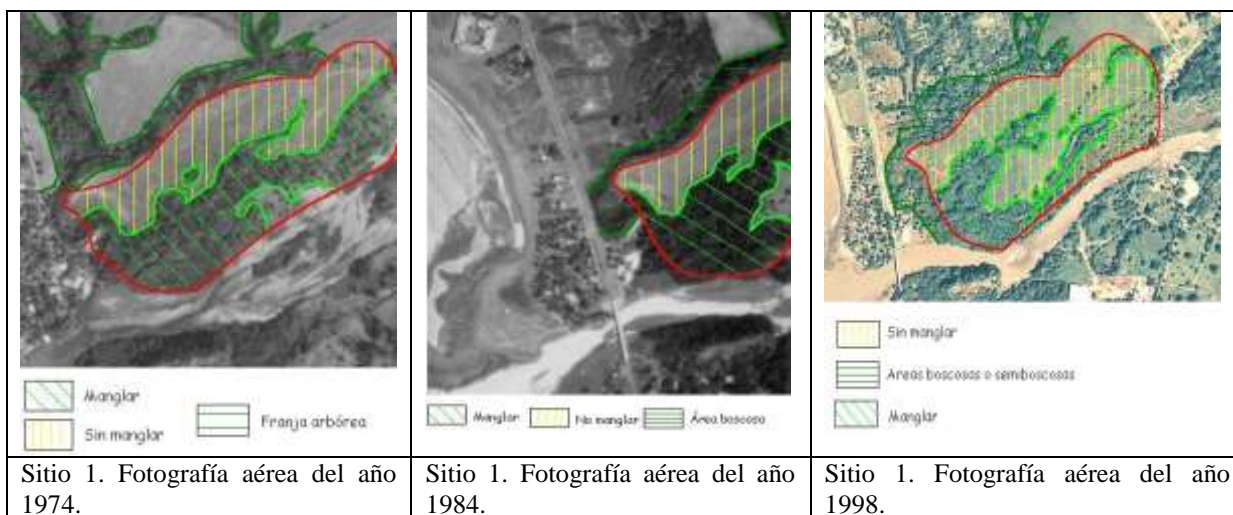 Manglar
Sin manglar
Franja arbórea
Manglar
No manglar
Área boscosa
Sin manglar
Areas boscosas o semiboscosas
Manglar
Sitio 1. Fotografía aérea del año
1974.
Sitio 1. Fotografía aérea del año
1984.
Sitio 1. Fotografía aérea del año
1998.